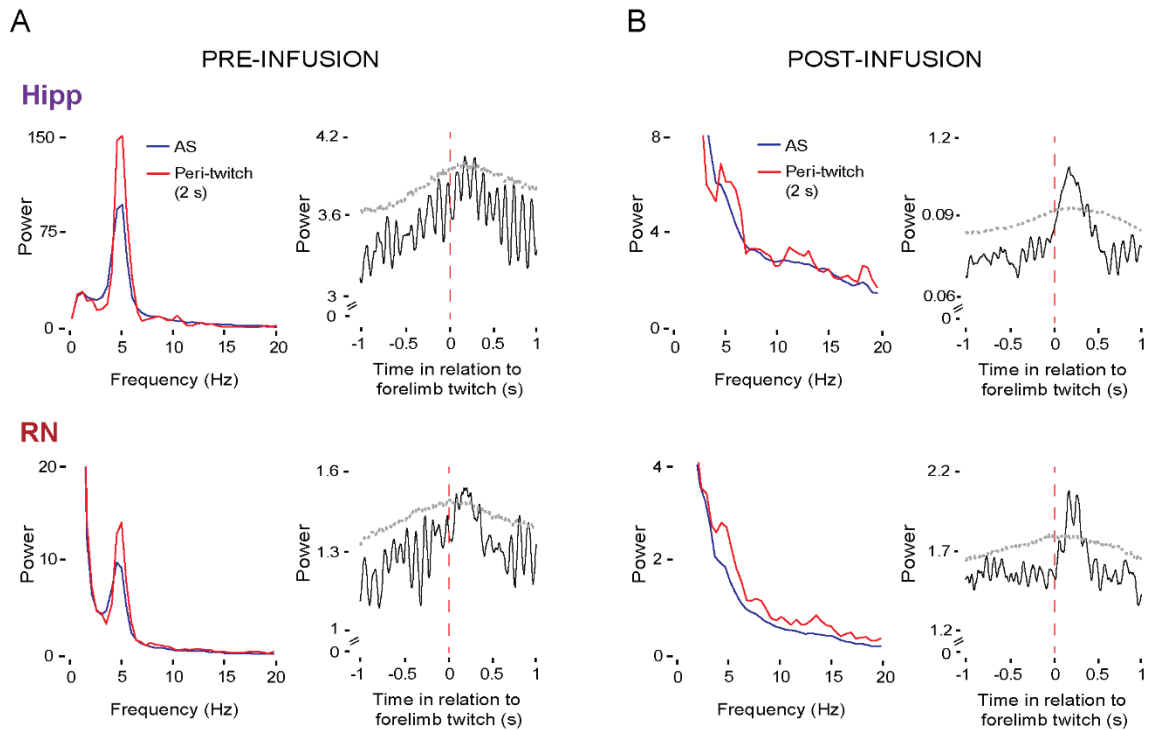 A
B
PRE-INFUSION
POST-INFUSION
Hipp
150
75
0
Power
0 5 10 15 20
Frequency (Hz)
AS
Peri-twitch
(2 s)
4.2
3.6
3
0
Power
-1 -0.5 0 0.5 1
Time in relation to
forelimb twitch (s)
8
4
0
Power
0 5 10 15 20
Frequency (Hz)
AS
Peri-twitch
(2 s)
1.2
0.09
0.06
0
Power
-1 -0.5 0 0.5 1
Time in relation to
forelimb twitch (s)
RN
20
10
0
Power
0 5 10 15 20
Frequency (Hz)
1.6
1.3
1
0
Power
-1 -0.5 0 0.5 1
Time in relation to
forelimb twitch (s)
4
2
0
Power
0 5 10 15 20
Frequency (Hz)
2.2
1.7
1.2
0
Power
-1 -0.5 0 0.5 1
Time in relation to
forelimb twitch (s)